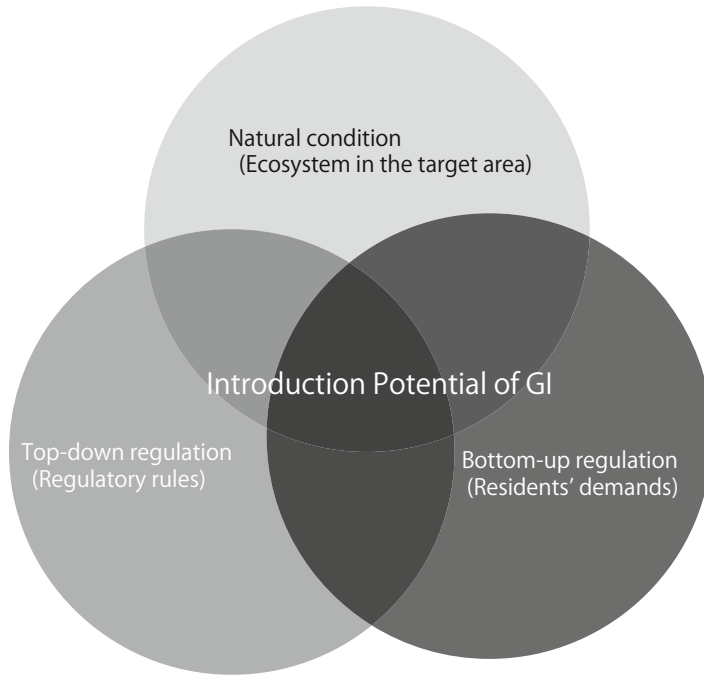 Natural condition
(Ecosystem in the target area)
Introduction Potential of GI
Top-down regulation
(Regulatory rules)
Bottom-up regulation
(Residents’ demands)